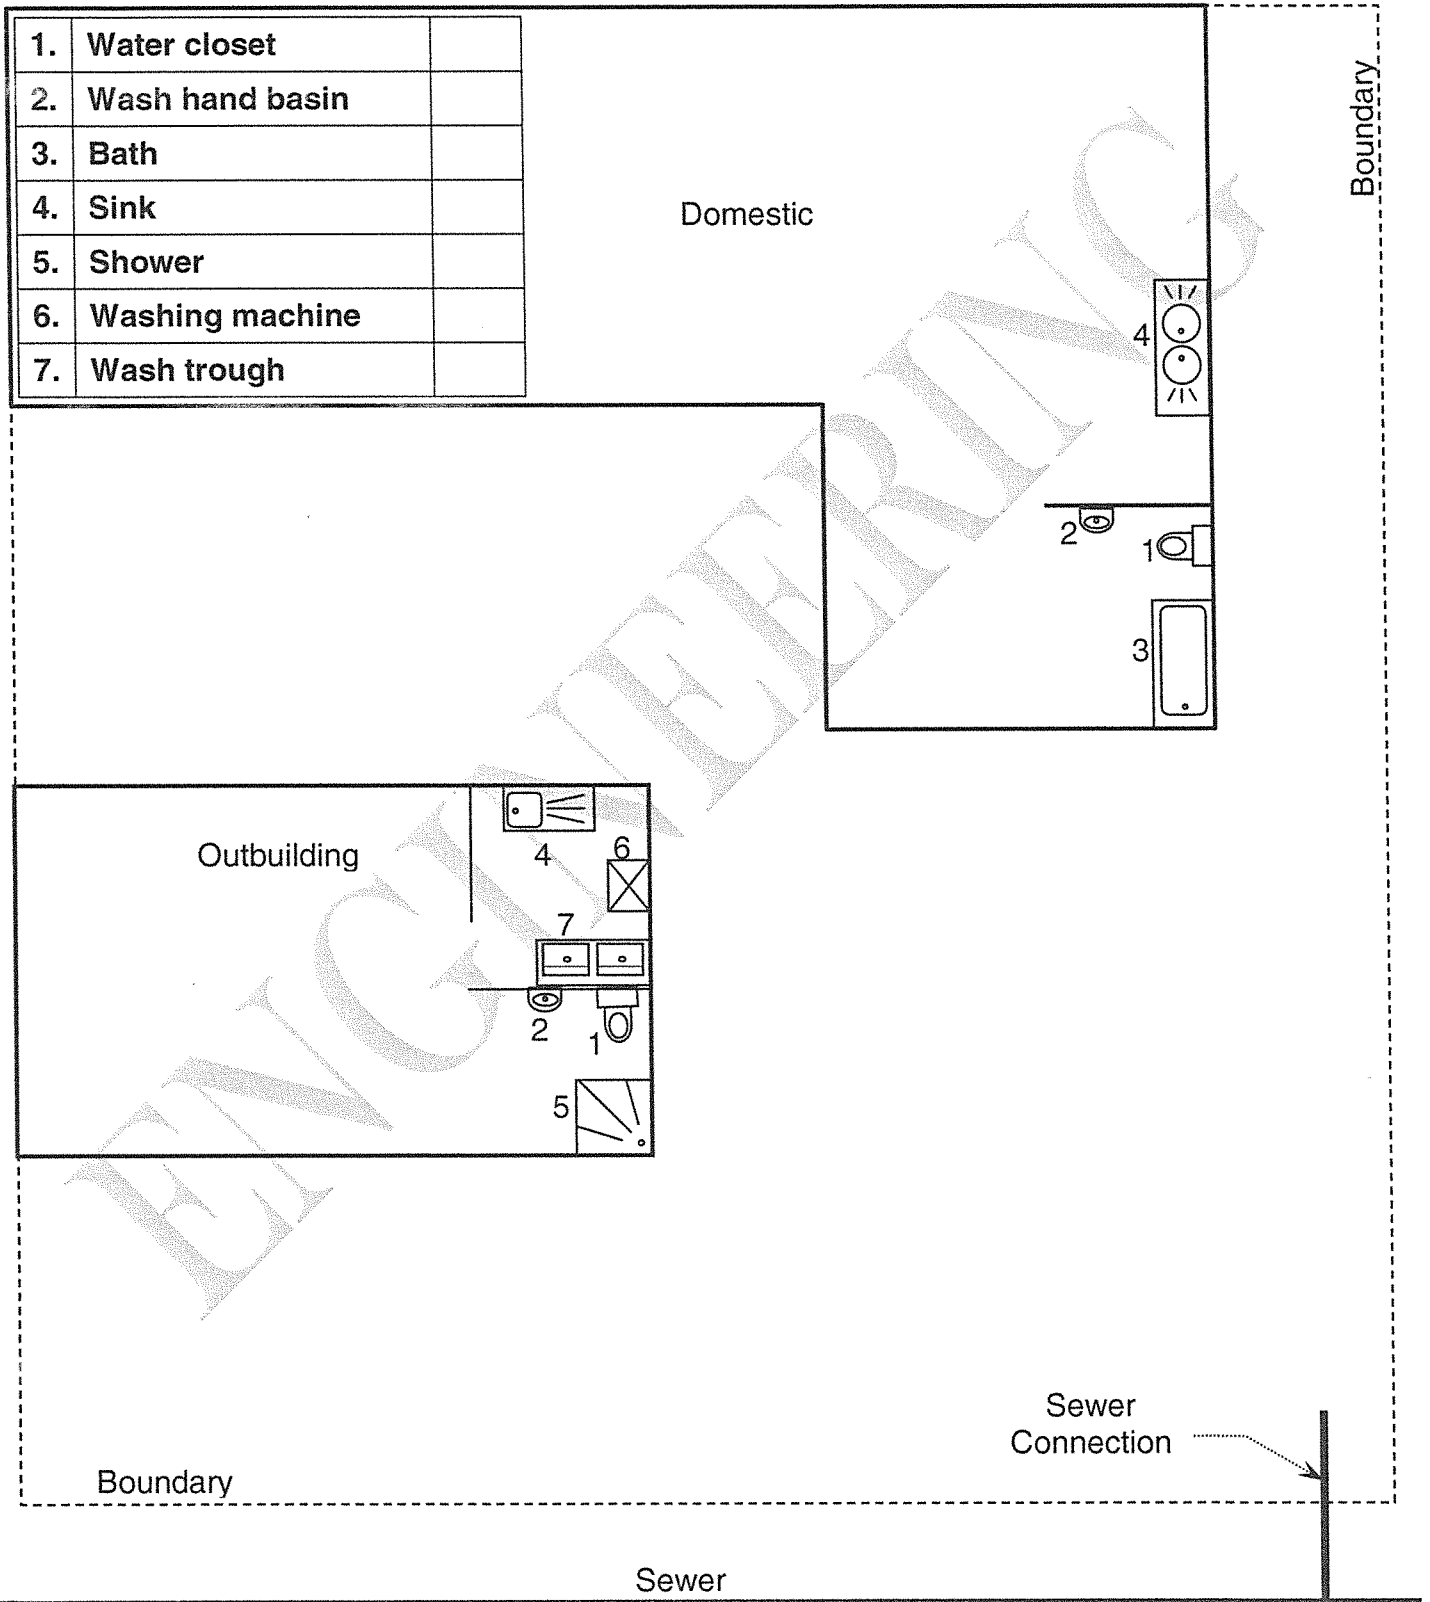 1. Water closet
2. Wash hand basin
3. Bath
4. Sink
5. Shower
6. Washing machine
7. Wash trough
Domestic
Boundary
4
2
1
3
Outbuilding
4
6
7
2
1
5
ENGINEERING
Sewer
Connection
Boundary
Sewer